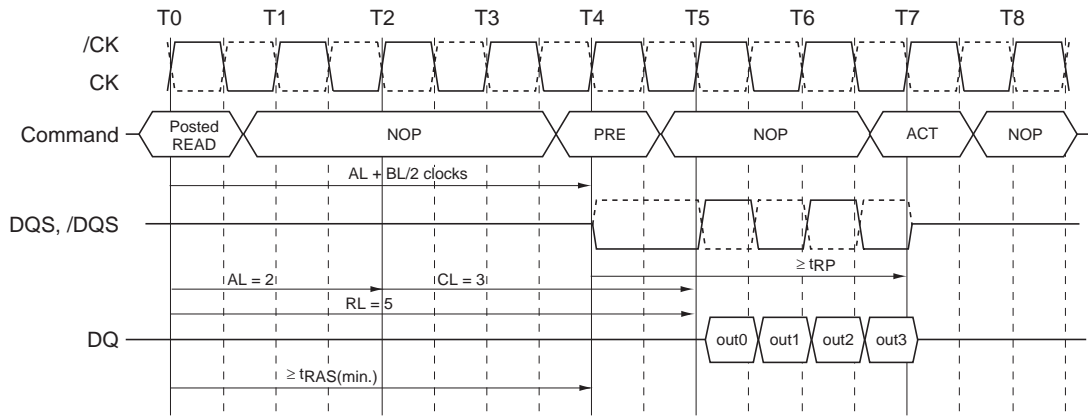 T0 T1 T2 T3 T4 T5 T6 T7 T8
/CK
CK
Command
Posted
READ
NOP
PRE
NOP
ACT
NOP
AL + BL/2 clocks
DQS, /DQS
≥ tRP
AL = 2
CL = 3
RL = 5
DQ
out0 out1 out2 out3
≥ tRAS(min.)